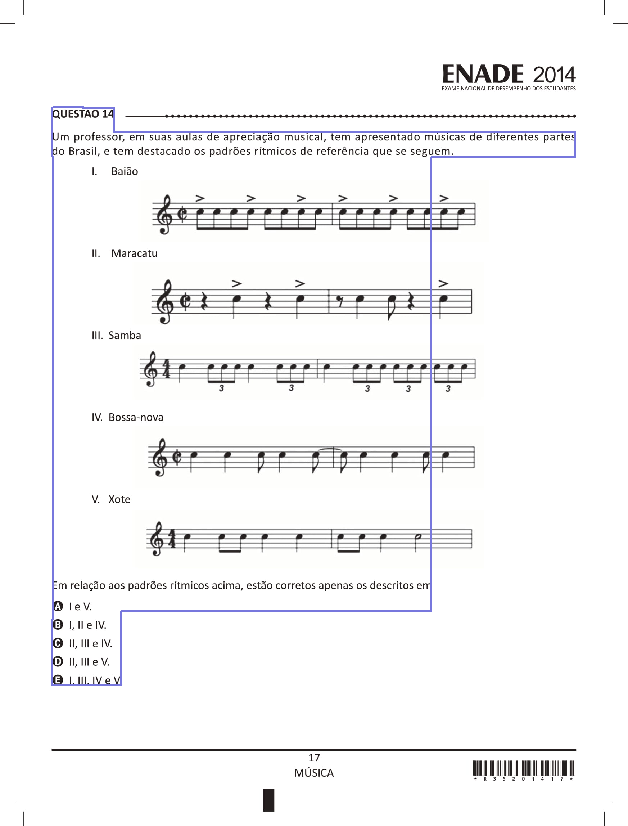 ENADE 2014
EXAME NACIONAL DE DESEMPENHO DOS ESTUDANTES
QUESTÃO 14
Um professor, em suas aulas de apreciação musical, tem apresentado músicas de diferentes partes
do Brasil, e tem destacado os padrões rítmicos de referência que se seguem.
I. Baião
II. Maracatu
III. Samba
3 3 3 3 3
IV. Bossa-nova
V. Xote
Em relação aos padrões rítmicos acima, estão corretos apenas os descritos em
A I e V.
B I, II e IV.
C II, III e IV.
D II, III e V.
E I, III, IV e V
17
MÚSICA